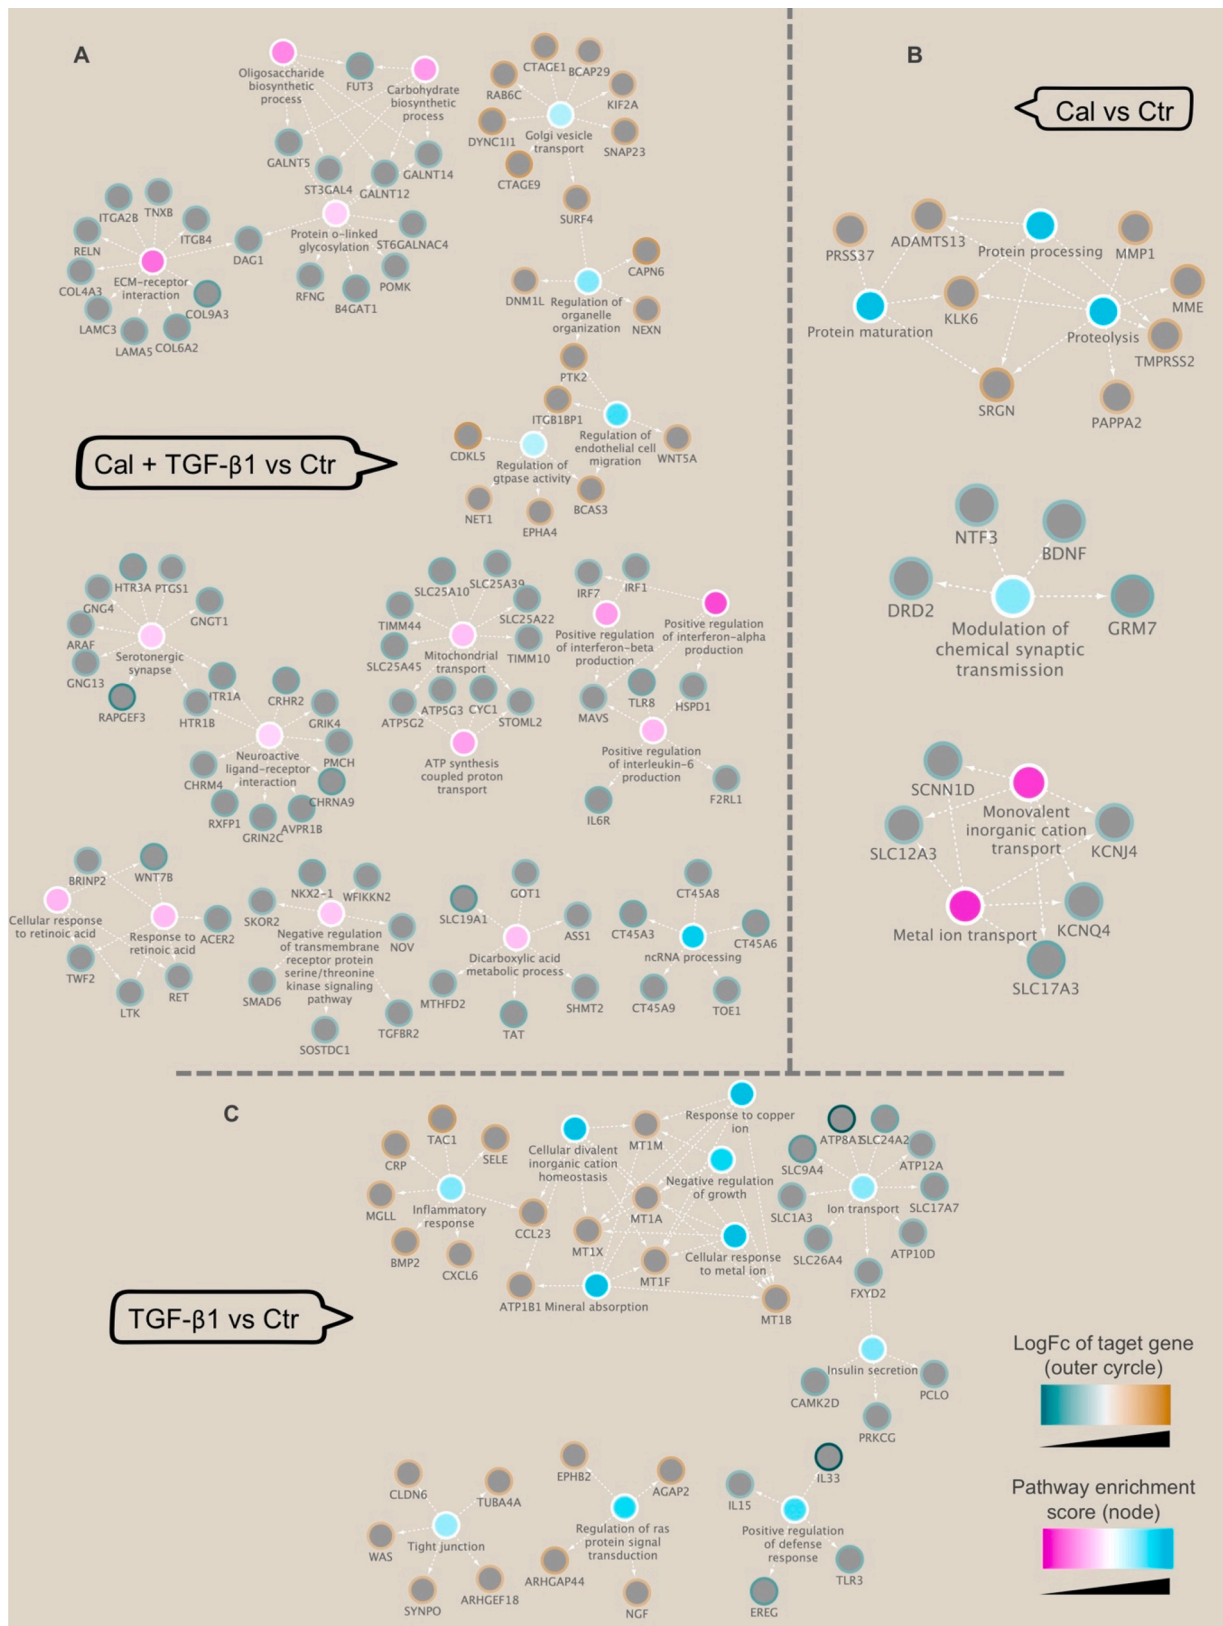 A
Oligosaccharide
biosynthetic
process
FUT3
Carbohydrate
biosynthetic
process
GALNT5
ST3GAL4
GALNT12
GALNT14
Protein o-linked
glycosylation
ST6GALNAC4
DAG1
RFNG
B4GAT1
POMK
ITGA2B
TNXB
ITGB4
RELN
ECM-receptor
interaction
COL4A3
COL9A3
LAMC3
LAMA5
COL6A2
CTAGE1
BCAP29
RAB6C
KIF2A
DYNC1I1
Golgi vesicle
transport
SNAP23
CTAGE9
SURF4
CAPN6
DNM1L
Regulation of
organelle
organization
NEXN
PTK2
ITGB1BP1
Regulation of
endothelial cell
migration
WNT5A
CDKL5
Regulation of
gtpase activity
BCAS3
NET1
EPHA4
Cal + TGF-β1 vs Ctr
HTR3A
PTGS1
GNG4
GNGT1
ARAF
Serotonergic
synapse
GNG13
RAPGEF3
HTR1B
HTR1A
CRHR2
GRIK4
Neuroactive
ligand-receptor
interaction
PMCH
CHRM4
CHRNA9
RXFP1
GRIN2C
AVPR1B
SLC25A10
SLC25A39
TIMM44
SLC25A22
Mitochondrial
transport
TIMM10
SLC25A45
ATP5G2
ATP5G3
CYC1
STOML2
ATP synthesis
coupled proton
transport
IRF7
IRF1
Positive regulation
of interferon-beta
production
Positive regulation
of interferon-alpha
production
MAVS
TLR8
HSPD1
Positive regulation
of interleukin-6
production
IL6R
F2RL1
BRINP2
WNT7B
Cellular response
to retinoic acid
Response to
retinoic acid
ACER2
TWF2
LTK
RET
NKX2-1
WFIKKN2
SKOR2
Negative regulation
of transmembrane
receptor protein
serine/threonine
kinase signaling
pathway
NOV
SMAD6
SOSTDC1
TGFBR2
GOT1
SLC19A1
ASS1
Dicarboxylic acid
metabolic process
MTHFD2
SHMT2
TAT
CT45A8
CT45A3
CT45A6
ncRNA processing
CT45A9
TOE1
B
Cal vs Ctr
PRSS37
ADAMTS13
Protein processing
MMP1
MME
Protein maturation
KLK6
Proteolysis
TMPRSS2
SRGN
PAPPA2
NTF3
BDNF
DRD2
GRM7
Modulation of
chemical synaptic
transmission
SCNN1D
Monovalent
inorganic cation
transport
SLC12A3
KCNJ4
Metal ion transport
KCNQ4
SLC17A3
C
TAC1
CRP
SELE
MGLL
Inflammatory
response
BMP2
CXCL6
CCL23
Cellular divalent
inorganic cation
homeostasis
MT1M
Response to copper
ion
Negative regulation
of growth
MT1A
MT1X
Cellular response
to metal ion
MT1F
ATP1B1
Mineral absorption
MT1B
ATP8A1
SLC24A2
SLC9A4
ATP12A
SLC1A3
Ion transport
SLC17A7
SLC26A4
ATP10D
FXYD2
Insulin secretion
CAMK2D
PCLO
PRKCG
TGF-β1 vs Ctr
CLDN6
TUBA4A
WAS
Tight junction
SYNPO
ARHGEF18
EPHB2
AGAP2
Regulation of ras
protein signal
transduction
ARHGAP44
NGF
IL33
IL15
Positive regulation
of defense
response
TLR3
EREG
LogFc of taget gene
(outer cyrcle)
Pathway enrichment
score (node)